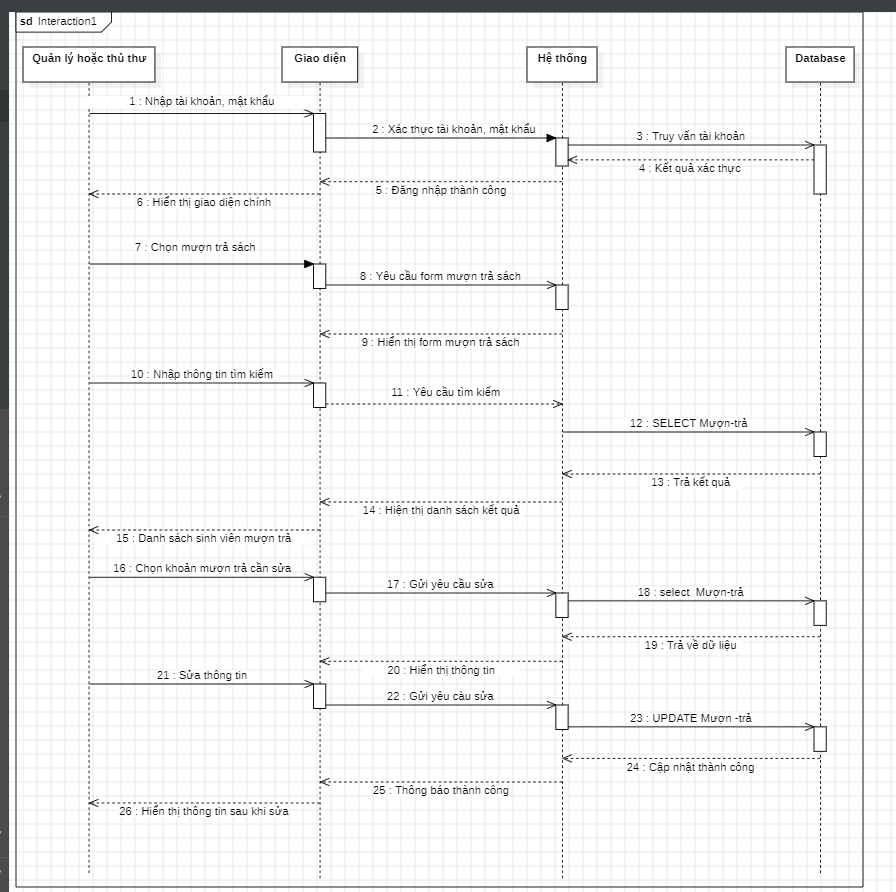 sd Interaction1
Quản lý hoặc thủ thư
Giao diện
Hệ thống
Database
1 : Nhập tài khoản, mật khẩu
2 : Xác thực tài khoản, mật khẩu
3 : Truy vấn tài khoản
4 : Kết quả xác thực
5 : Đăng nhập thành công
6 : Hiển thị giao diện chính
7 : Chọn mượn trả sách
8 : Yêu cầu form mượn trả sách
9 : Hiển thị form mượn trả sách
10 : Nhập thông tin tìm kiếm
11 : Yêu cầu tìm kiếm
12 : SELECT Mượn-trả
13 : Trả kết quả
14 : Hiện thị danh sách kết quả
15 : Danh sách sinh viên mượn trả
16 : Chọn khoản mượn trả cần sửa
17 : Gửi yêu cầu sửa
18 : select  Mượn-trả
19 : Trả về dữ liệu
20 : Hiển thị thông tin
21 : Sửa thông tin
22 : Gửi yêu càu sửa
23 : UPDATE Mượn -trả
24 : Cập nhật thành công
25 : Thông báo thành công
26 : Hiển thị thông tin sau khi sửa